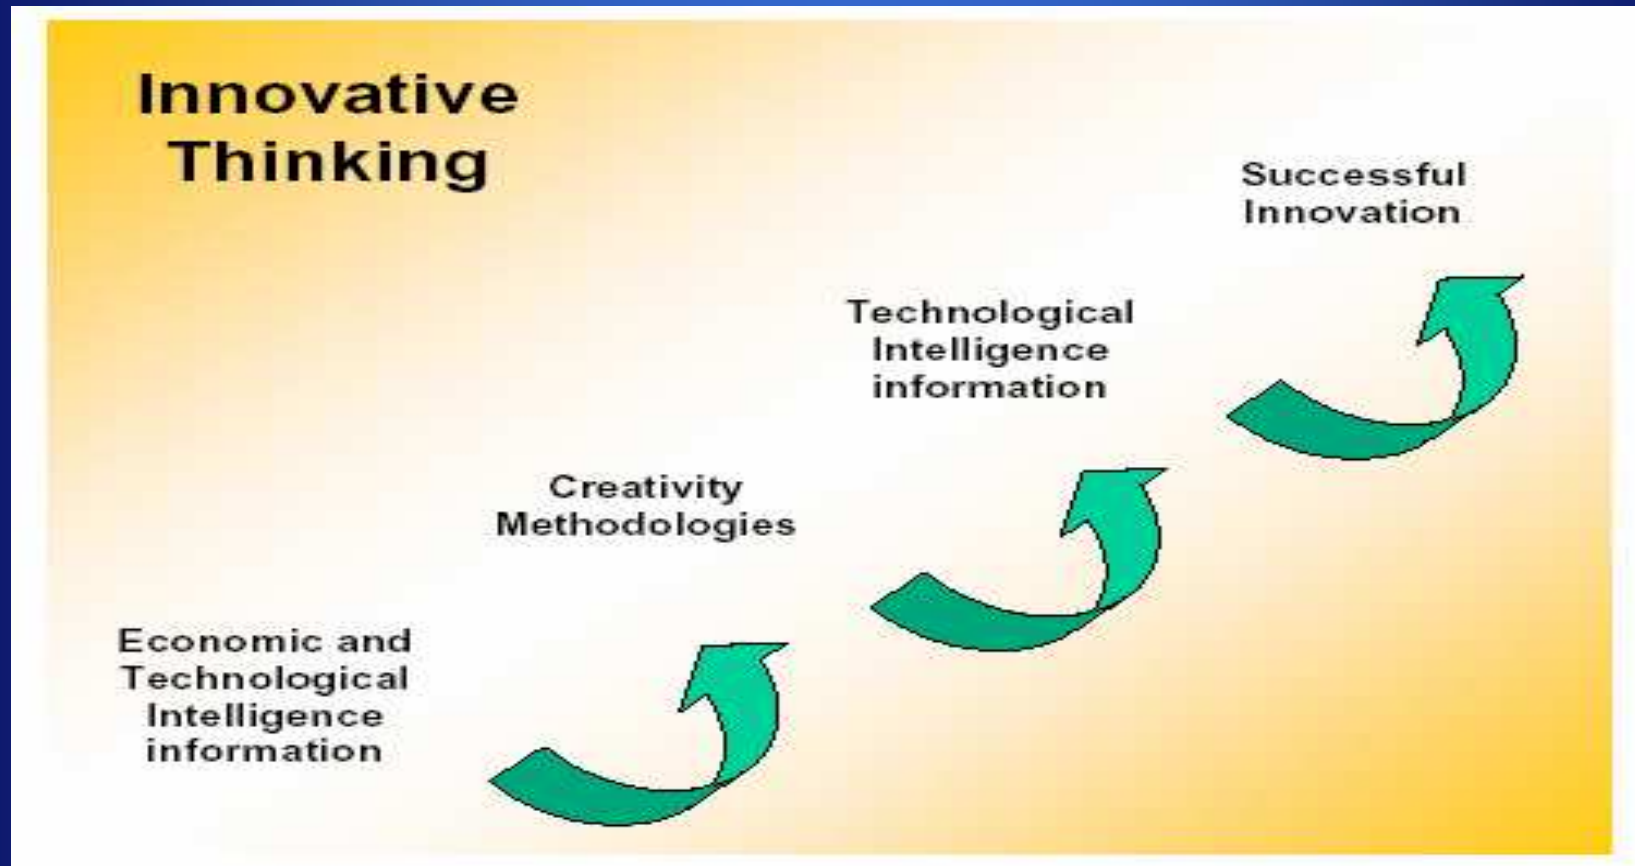 Innovative
Thinking
Successful
Innovation
Technological
Intelligence
information
Creativity
Methodologies
Economic and
Technological
Intelligence
information